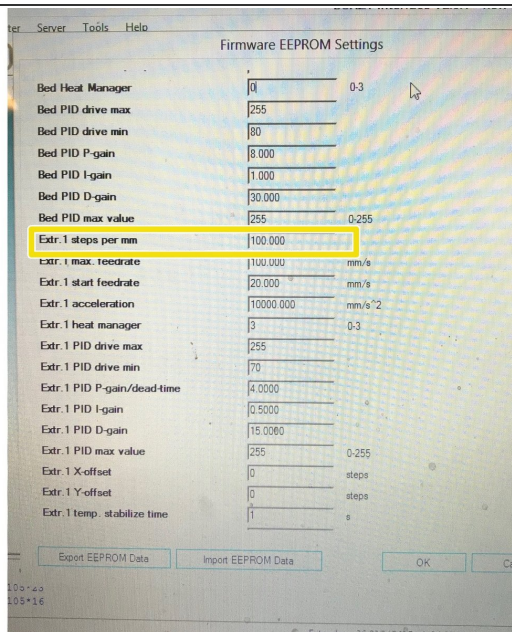 Server Tools Help
Firmware EEPROM Settings
Bed Heat Manager 0 0-3
Bed PID drive max 255
Bed PID drive min 80
Bed PID P-gain 8.000
Bed PID I-gain 1.000
Bed PID D-gain 30.000
Bed PID max value 255 0-255
Extr.1 steps per mm 100.000
Extr.1 max. feedrate 100.000 mm/s
Extr.1 start feedrate 20.000 mm/s
Extr.1 acceleration 10000.000 mm/s^2
Extr.1 heat manager 3 0-3
Extr.1 PID drive max 255
Extr.1 PID drive min 70
Extr.1 PID P-gain/dead-time 4.0000
Extr.1 PID I-gain 0.5000
Extr.1 PID D-gain 15.0000
Extr.1 PID max value 255 0-255
Extr.1 X-offset 0 steps
Extr.1 Y-offset 0 steps
Extr.1 temp. stabilize time 1 s
Export EEPROM Data Import EEPROM Data OK
105*16